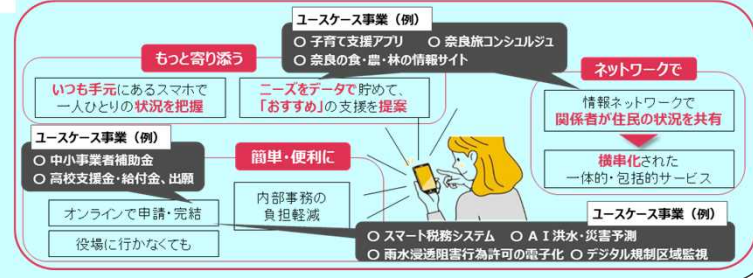 ユースケース事業（例）
〇 子育て支援アプリ　〇 奈良旅コンシュルジュ
〇 奈良の食・農・林の情報サイト
もっと寄り添う
いつも手元にあるスマホで
一人ひとりの状況を把握
ニーズをデータで貯めて、
「おすすめ」の支援を提案
ネットワークで
情報ネットワークで
関係者が住民の状況を共有
横串化された
一体的・包括的サービス
ユースケース事業（例）
〇 中小事業者補助金
〇 高校支援金・給付金、出願
簡単・便利に
オンラインで申請・完結
役場に行かなくても
内部事務の
負担軽減
ユースケース事業（例）
〇 スマート税務システム　〇 ＡＩ洪水・災害予測
〇 雨水浸透阻害行為許可の電子化　〇 デジタル規制区域監視